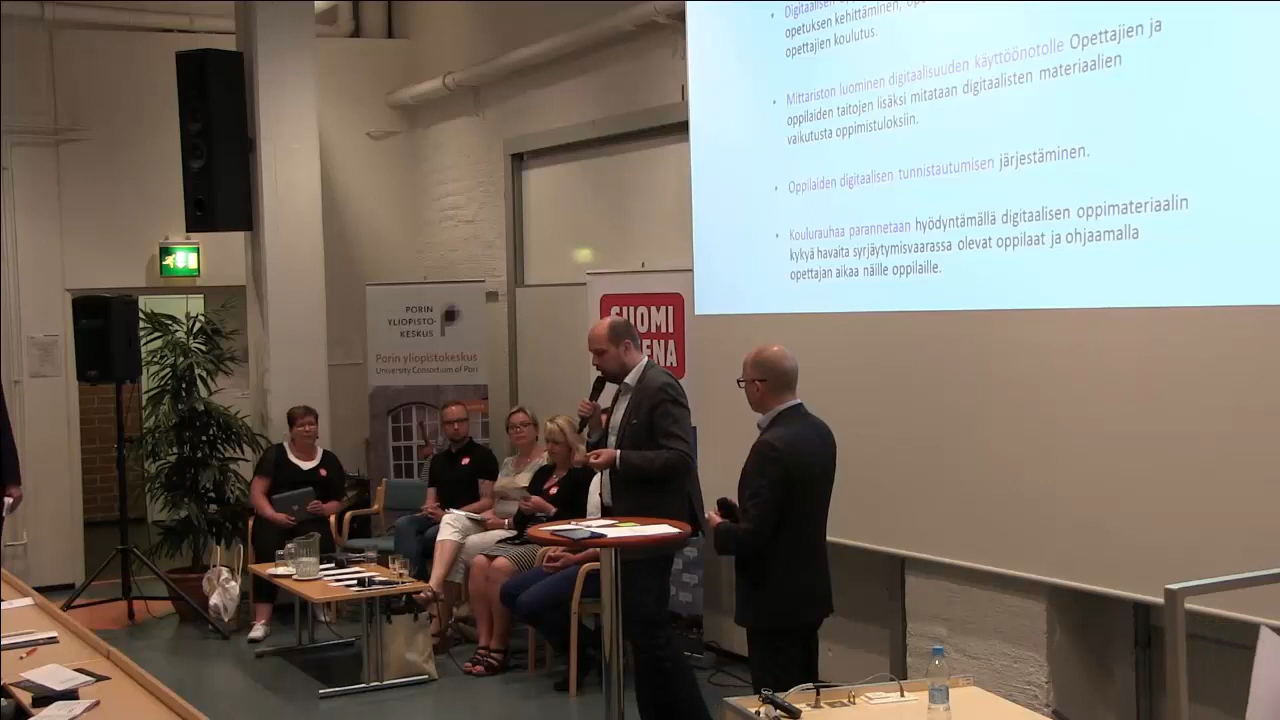 Digitaalisen
opetuksen kehittäminen,
opettajien koulutus.
Mittariston luominen digitaalisuuden käyttöönotolle Opettajien ja
oppilaiden taitojen lisäksi mitataan digitaalisten materiaalien
vaikutusta oppimistuloksiin.
Oppilaiden digitaalisen tunnistautumisen järjestäminen.
Koulurauhaa parannetaan hyödyntämällä digitaalisen oppimateriaalin
kykyä havaita syrjäytymisvaarassa olevat oppilaat ja ohjaamalla
opettajan aikaa näille oppilaille.
PORIN
YLIOPISTO-
KESKUS
Porin yliopistokeskus
University Consortium of Pori
SUOMI